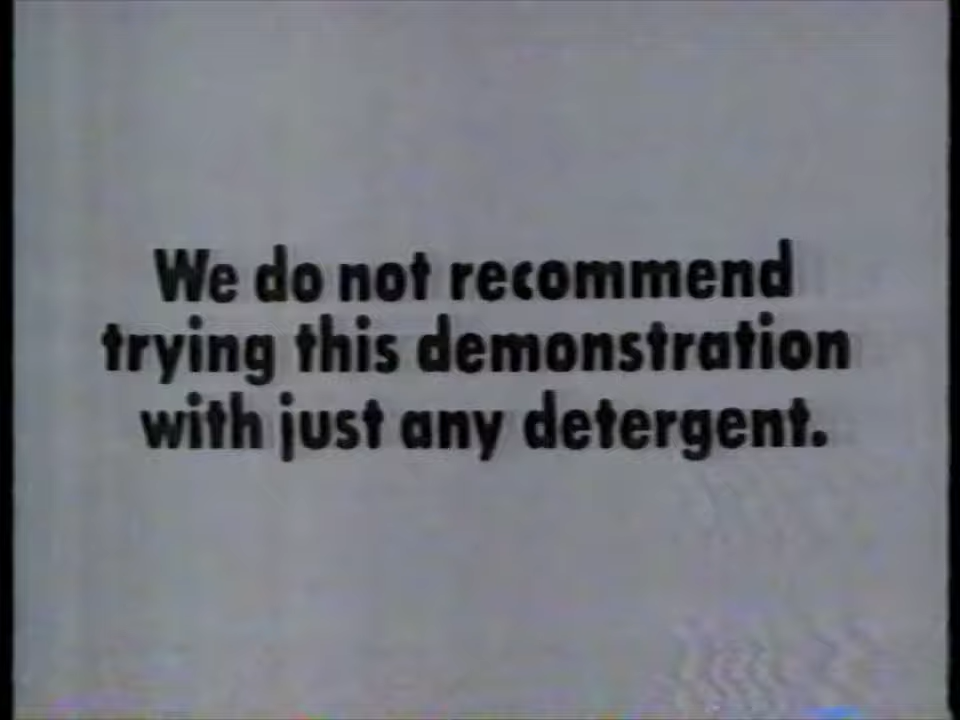 We do not recommend
trying this demonstration
with just any detergent.